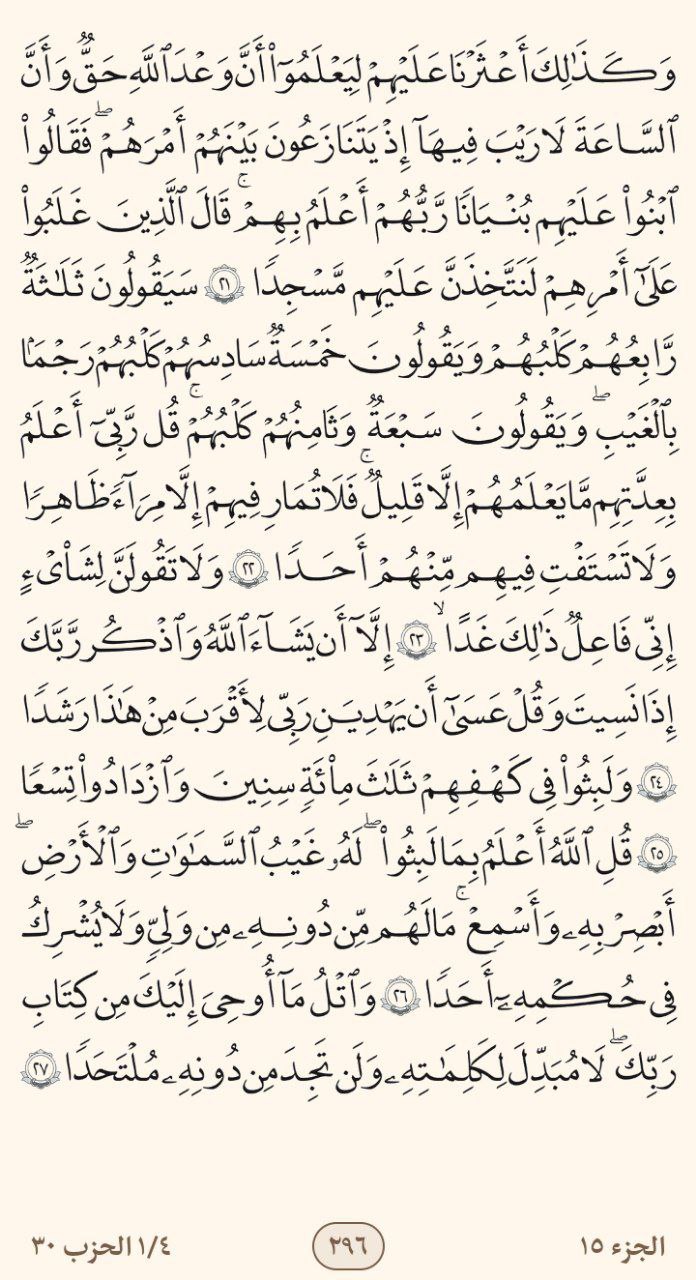 وَكَذَٰلِكَ أَعْثَرْنَا عَلَيْهِمْ لِيَعْلَمُوٓا۟ أَنَّ وَعْدَ ٱللَّهِ حَقٌّ وَأَنَّ
ٱلسَّاعَةَ لَا رَيْبَ فِيهَآ إِذْ يَتَنَازَعُونَ بَيْنَهُمْ أَمْرَهُمْ ۖ فَقَالُوا۟
ٱبْنُوا۟ عَلَيْهِم بُنْيَانًا ۖ رَّبُّهُمْ أَعْلَمُ بِهِمْ ۚ قَالَ ٱلَّذِينَ غَلَبُوا۟
عَلَىٰٓ أَمْرِهِمْ لَنَتَّخِذَنَّ عَلَيْهِم مَّسْجِدًا ٢١ سَيَقُولُونَ ثَلَٰثَةٌ
رَّابِعُهُمْ كَلْبُهُمْ وَيَقُولُونَ خَمْسَةٌ سَادِسُهُمْ كَلْبُهُمْ رَجْمًۢا
بِٱلْغَيْبِ ۖ وَيَقُولُونَ سَبْعَةٌ وَثَامِنُهُمْ كَلْبُهُمْ ۚ قُل رَّبِّىٓ أَعْلَمُ
بِعِدَّتِهِم مَّا يَعْلَمُهُمْ إِلَّا قَلِيلٌ ۗ فَلَا تُمَارِ فِيهِمْ إِلَّا مِرَآءً ظَٰهِرًا
وَلَا تَسْتَفْتِ فِيهِم مِّنْهُمْ أَحَدًا ٢٢ وَلَا تَقُولَنَّ لِشَا۟ىْءٍ
إِنِّى فَاعِلٌ ذَٰلِكَ غَدًا ٢٣ إِلَّآ أَن يَشَآءَ ٱللَّهُ وَٱذْكُر رَّبَّكَ
إِذَا نَسِيتَ وَقُلْ عَسَىٰٓ أَن يَهْدِيَنِ رَبِّى لِأَقْرَبَ مِنْ هَٰذَا رَشَدًا
٢٤ وَلَبِثُوا۟ فِى كَهْفِهِمْ ثَلَٰثَ مِا۟ئَةٍ سِنِينَ وَٱزْدَادُوا۟ تِسْعًا
٢٥ قُلِ ٱللَّهُ أَعْلَمُ بِمَا لَبِثُوا۟ ۖ لَهُۥ غَيْبُ ٱلسَّمَٰوَٰتِ وَٱلْأَرْضِ ۖ
أَبْصِرْ بِهِۦ وَأَسْمِعْ ۚ مَا لَهُم مِّن دُونِهِۦ مِن وَلِىٍّ وَلَا يُشْرِكُ
فِى حُكْمِهِۦٓ أَحَدًا ٢٦ وَٱتْلُ مَآ أُوحِىَ إِلَيْكَ مِن كِتَابِ
رَبِّكَ ۖ لَا مُبَدِّلَ لِكَلِمَٰتِهِۦ وَلَن تَجِدَ مِن دُونِهِۦ مُلْتَحَدًا ٢٧
الجزء ١٥ ٢٩٦ ١/٤ الحزب ٣٠